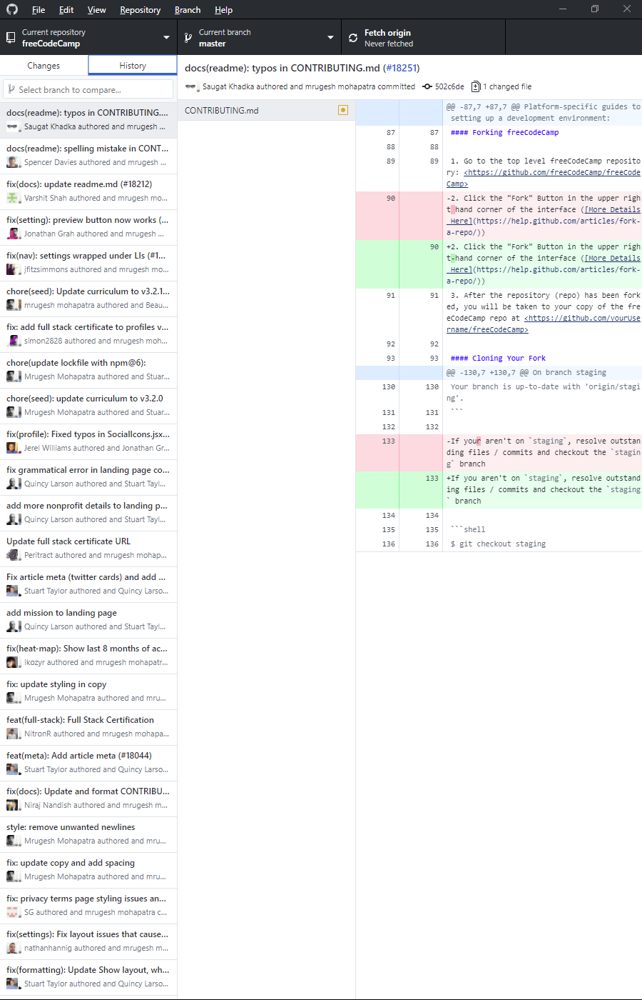 File Edit View Repository Branch Help
Current repository
freeCodeCamp
Current branch
master
Fetch origin
Never fetched
Changes
History
Select branch to compare...
docs(readme): typos in CONTRIBUTING....
Saugat Khadka authored and mrugesh ...
docs(readme): spelling mistake in CONT...
Spencer Davies authored and mrugesh ...
fix(docs): update readme.md (#18212)
Varshit Shah authored and mrugesh mo...
fix(setting): preview button now works (...
Jonathan Grah authored and mrugesh ...
fix(nav): settings wrapped under LIs (#1...
jfitzsimmons authored and mrugesh mo...
chore(seed): Update curriculum to v3.2.1...
mrugesh mohapatra authored and Beau...
fix: add full stack certificate to profiles v...
simon2828 authored and mrugesh moh...
chore(update lockfile with npm@6):
Mrugesh Mohapatra authored and Stuar...
chore(seed): update curriculum to v3.2.0
Mrugesh Mohapatra authored and Stuar...
fix(profile): Fixed typos in SocialIcons.jsx...
Jerel Williams authored and Jonathan Gr...
fix grammatical error in landing page co...
Quincy Larson authored and Stuart Tayl...
add more nonprofit details to landing p...
Quincy Larson authored and Stuart Tayl...
Update full stack certificate URL
Peritract authored and mrugesh mohap...
Fix article meta (twitter cards) and add ...
Stuart Taylor authored and Quincy Larso...
add mission to landing page
Quincy Larson authored and Stuart Tayl...
fix(heat-map): Show last 8 months of ac...
Ikozyr authored and mrugesh mohapatr...
fix: update styling in copy
Mrugesh Mohapatra authored and mru...
feat(full-stack): Full Stack Certification
NitronR authored and mrugesh mohapa...
feat(meta): Add article meta (#18044)
Stuart Taylor authored and Quincy Larso...
fix(docs): Update and format CONTRIBU...
Niraj Nandish authored and mrugesh m...
style: remove unwanted newlines
Mrugesh Mohapatra authored and mru...
fix: update copy and add spacing
Mrugesh Mohapatra authored and mru...
fix: privacy terms page styling issues an...
SG authored and mrugesh mohapatra c...
fix(settings): Fix layout issues that cause...
nathanhannig authored and mrugesh m...
fix(formatting): Update Show layout, wh...
Stuart Taylor authored and Quincy Larso...
docs(readme): typos in CONTRIBUTING.md (#18251)
Saugat Khadka authored and mrugesh mohapatra committed 502c6de 1 changed file
CONTRIBUTING.md
@@ -87,7 +87,7 @@ Platform-specific guides to
setting up a development environment:
87 87 #### Forking freeCodeCamp
88 88
89 89 1. Go to the top level freeCodeCamp reposito
ry: <https://github.com/freeCodeCamp/freeCode
Camp>
90 -2. Click the "Fork" Button in the upper righ
t hand corner of the interface ([More Details
Here](https://help.github.com/articles/fork-
a-repo/))
90 +2. Click the "Fork" Button in the upper righ
t-hand corner of the interface ([More Details
Here](https://help.github.com/articles/fork-
a-repo/))
91 91 3. After the repository (repo) has been fork
ed, you will be taken to your copy of the fre
eCodeCamp repo at <https://github.com/yourUse
rname/freeCodeCamp>
92 92
93 93 #### Cloning Your Fork
@@ -130,7 +130,7 @@ On branch staging
130 130 Your branch is up-to-date with 'origin/stagi
ng'.
131 131 ```
132 132
133 -If your aren't on `staging`, resolve outstan
ding files / commits and checkout the `stagin
g` branch
133 +If you aren't on `staging`, resolve outstand
ing files / commits and checkout the `staging
` branch
134 134
135 135 ```shell
136 136 $ git checkout staging